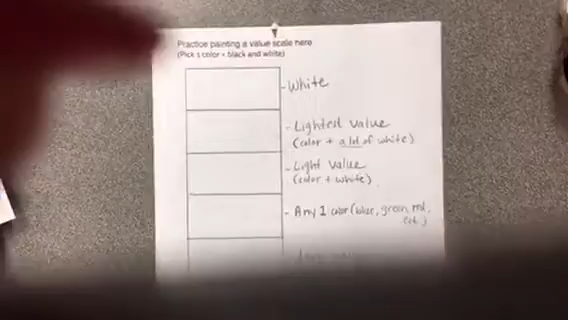 Practice painting a value scale here
(Pick 1 color + black and white)
- White
- Lightest value
(color + a lot of white)
- Light value
(color + white)
- Any 1 color (blue, green, red,
etc.)